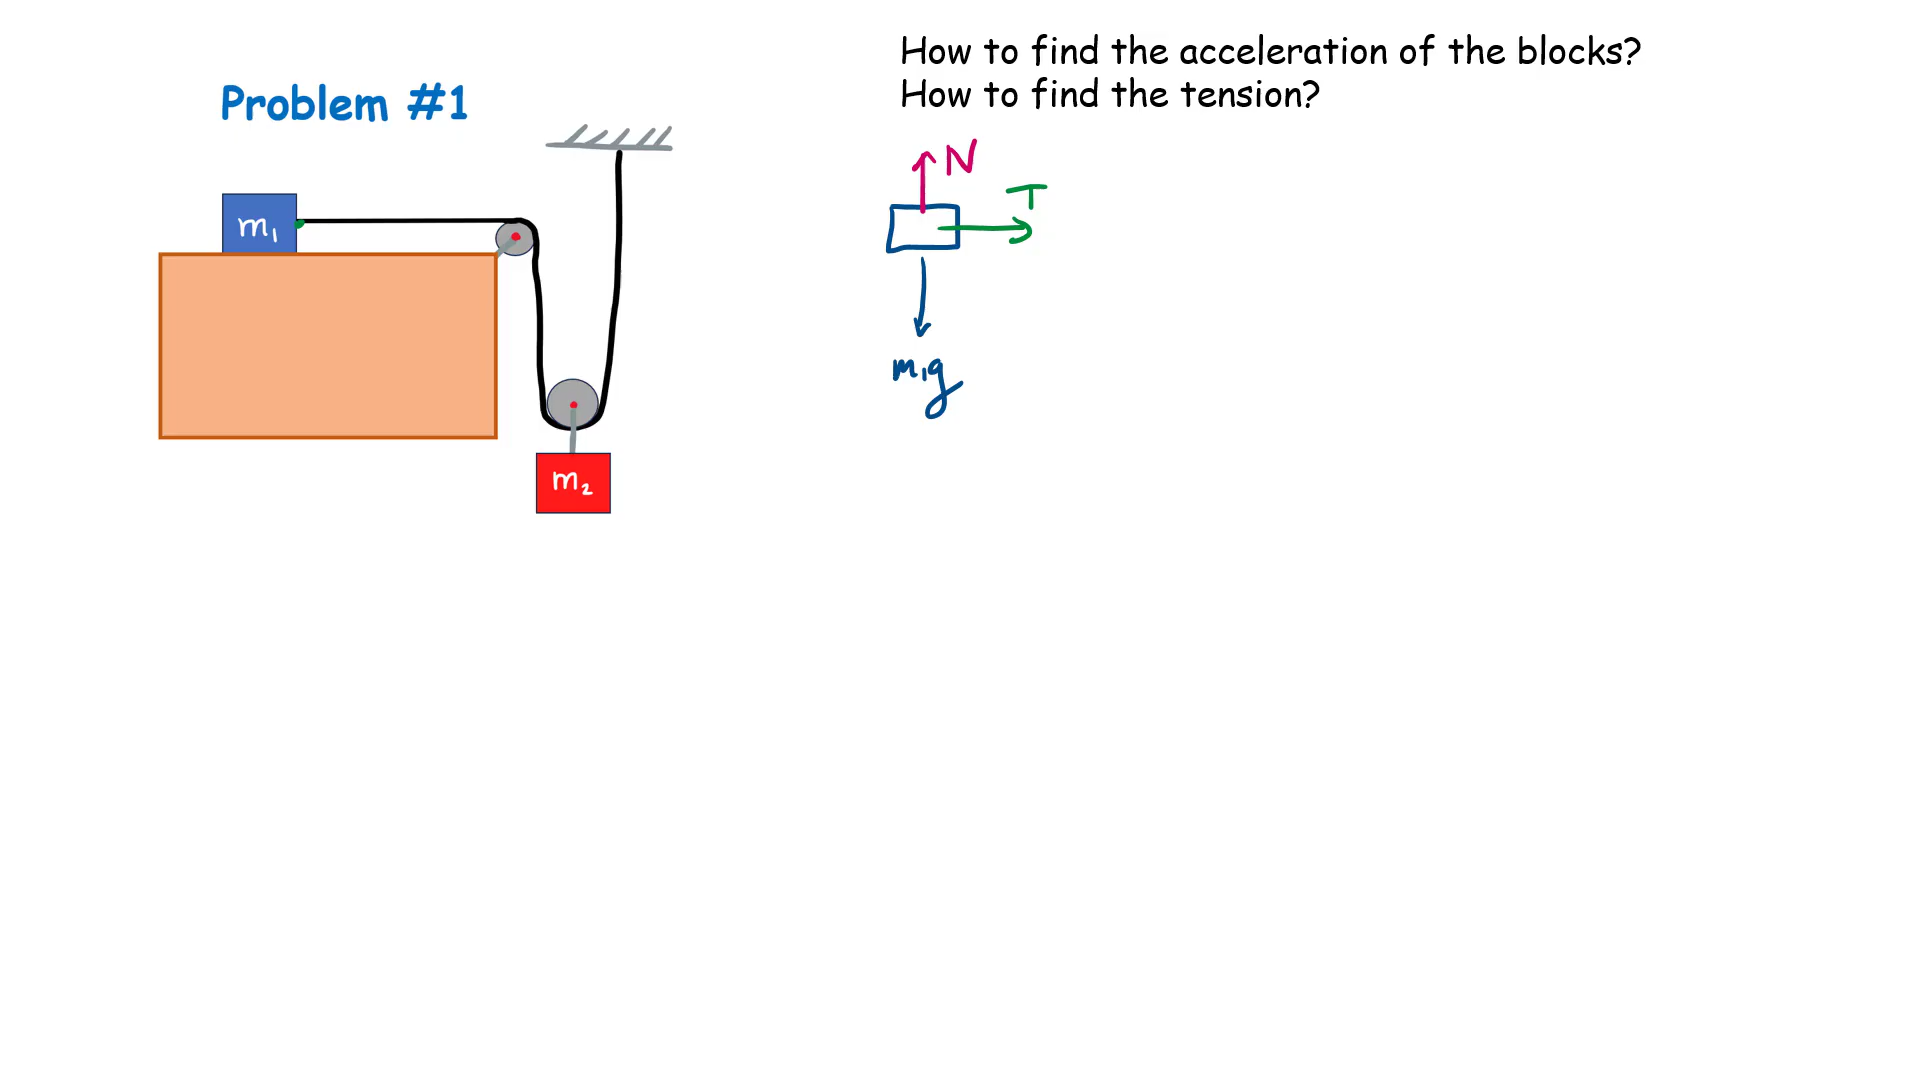 How to find the acceleration of the blocks?
How to find the tension?
Problem #1
N
T
m₁
m₁g
m₂